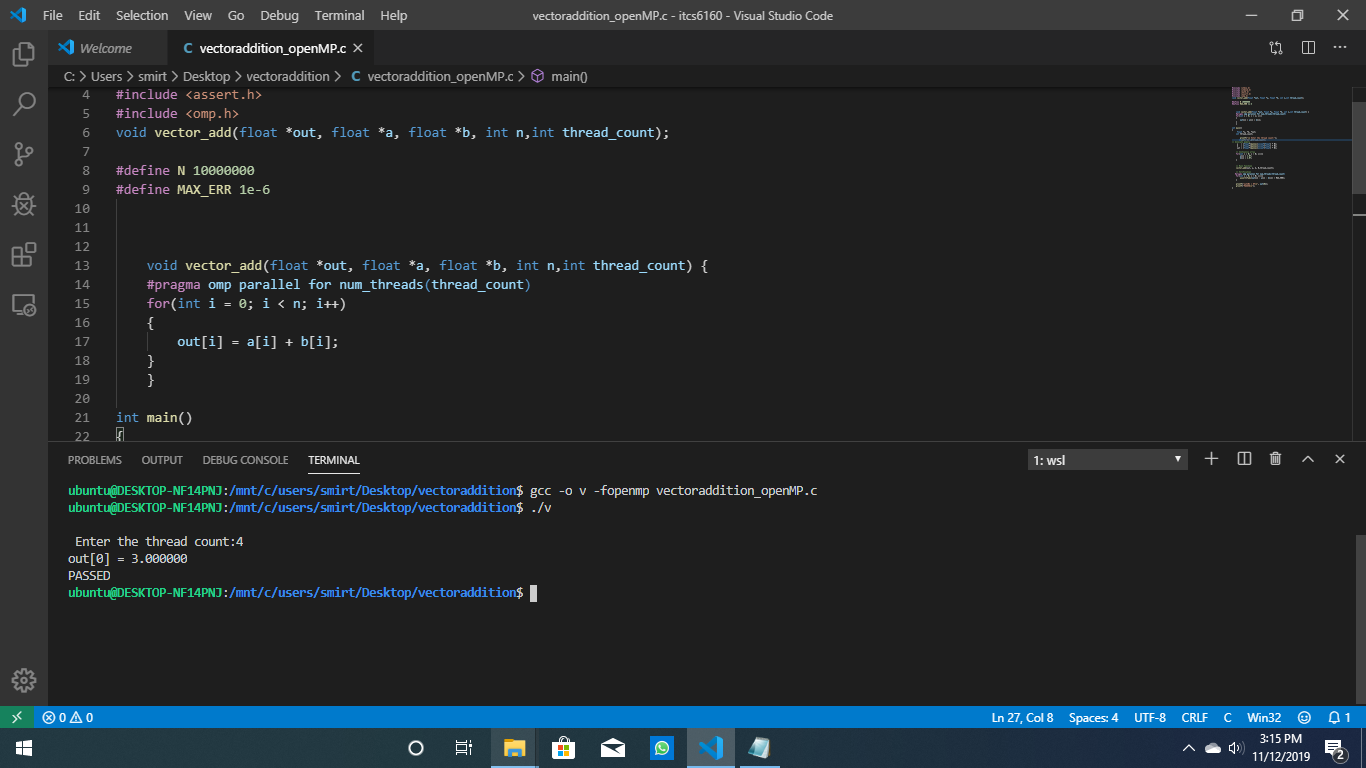 File Edit Selection View Go Debug Terminal Help vectoraddition_openMP.c - itcs6160 - Visual Studio Code
Welcome C vectoraddition_openMP.c
C: > Users > smirt > Desktop > vectoraddition > C vectoraddition_openMP.c > main()
4 #include <assert.h>
5 #include <omp.h>
6 void vector_add(float *out, float *a, float *b, int n,int thread_count);
7
8 #define N 10000000
9 #define MAX_ERR 1e-6
10
11
12
13 void vector_add(float *out, float *a, float *b, int n,int thread_count) {
14 #pragma omp parallel for num_threads(thread_count)
15 for(int i = 0; i < n; i++)
16 {
17 out[i] = a[i] + b[i];
18 }
19 }
20
21 int main()
22 {
PROBLEMS OUTPUT DEBUG CONSOLE TERMINAL 1: wsl
ubuntu@DESKTOP-NF14PNJ:/mnt/c/users/smirt/Desktop/vectoraddition$ gcc -o v -fopenmp vectoraddition_openMP.c
ubuntu@DESKTOP-NF14PNJ:/mnt/c/users/smirt/Desktop/vectoraddition$ ./v
Enter the thread count:4
out[0] = 3.000000
PASSED
ubuntu@DESKTOP-NF14PNJ:/mnt/c/users/smirt/Desktop/vectoraddition$
0 0 Ln 27, Col 8 Spaces: 4 UTF-8 CRLF C Win32 1
3:15 PM
11/12/2019 2